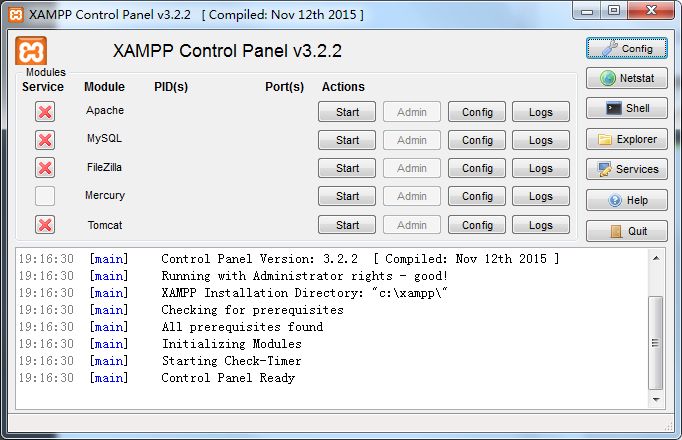 XAMPP Control Panel v3.2.2 [ Compiled: Nov 12th 2015 ]
XAMPP Control Panel v3.2.2
Config
Modules
Service Module PID(s) Port(s) Actions
Netstat
Apache Start Admin Config Logs
Shell
MySQL Start Admin Config Logs
Explorer
FileZilla Start Admin Config Logs
Services
Mercury Start Admin Config Logs
Help
Tomcat Start Admin Config Logs
Quit
19:16:30 [main] Control Panel Version: 3.2.2 [ Compiled: Nov 12th 2015 ]
19:16:30 [main] Running with Administrator rights - good!
19:16:30 [main] XAMPP Installation Directory: "c:\xampp\"
19:16:30 [main] Checking for prerequisites
19:16:30 [main] All prerequisites found
19:16:30 [main] Initializing Modules
19:16:30 [main] Starting Check-Timer
19:16:30 [main] Control Panel Ready